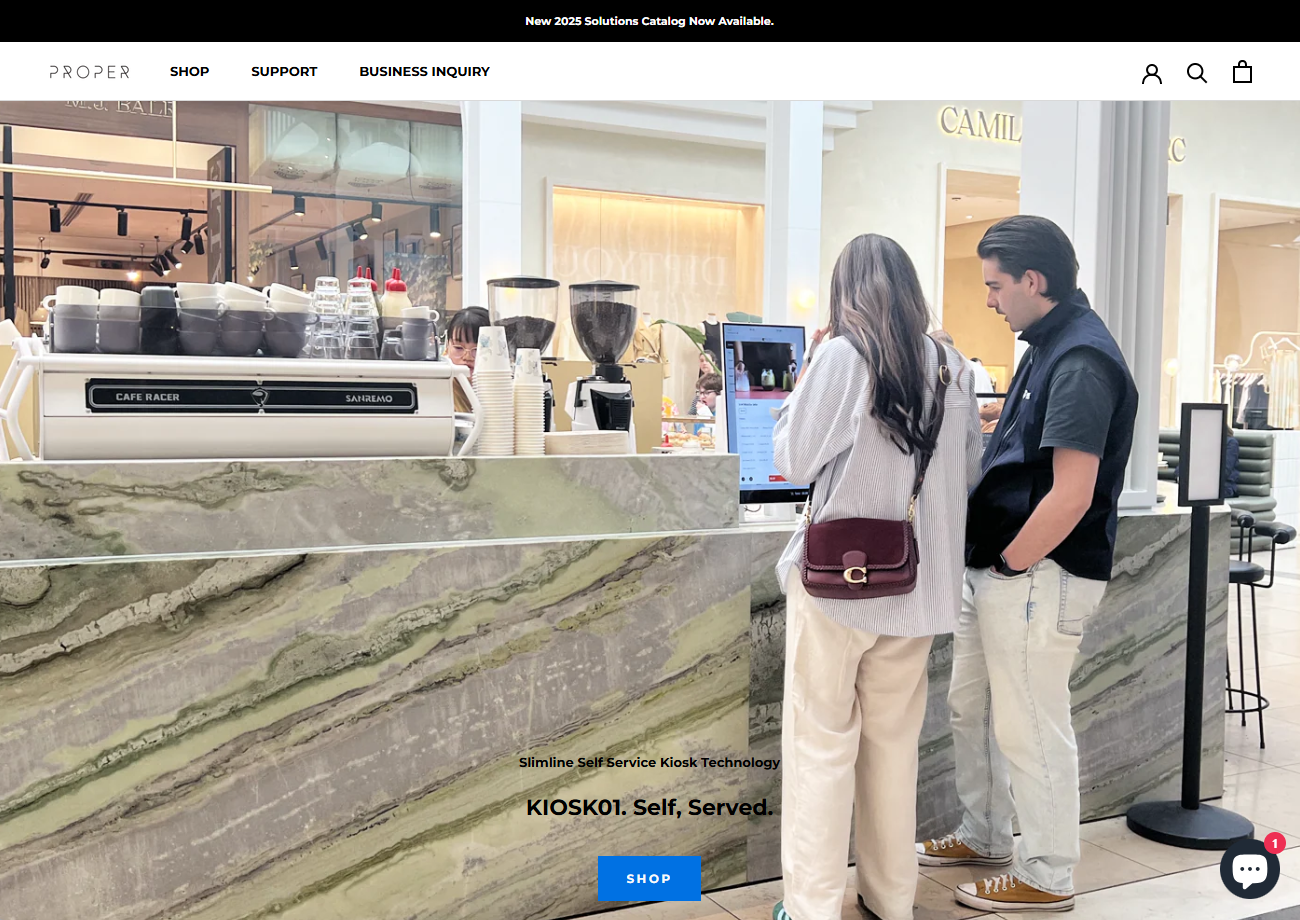 New 2025 Solutions Catalog Now Available.
PROPER
SHOP
SUPPORT
BUSINESS INQUIRY
M.J. BALE
CAMIL
CAFE RACER
SANREMO
Slimline Self Service Kiosk Technology
KIOSK01. Self, Served.
SHOP
1